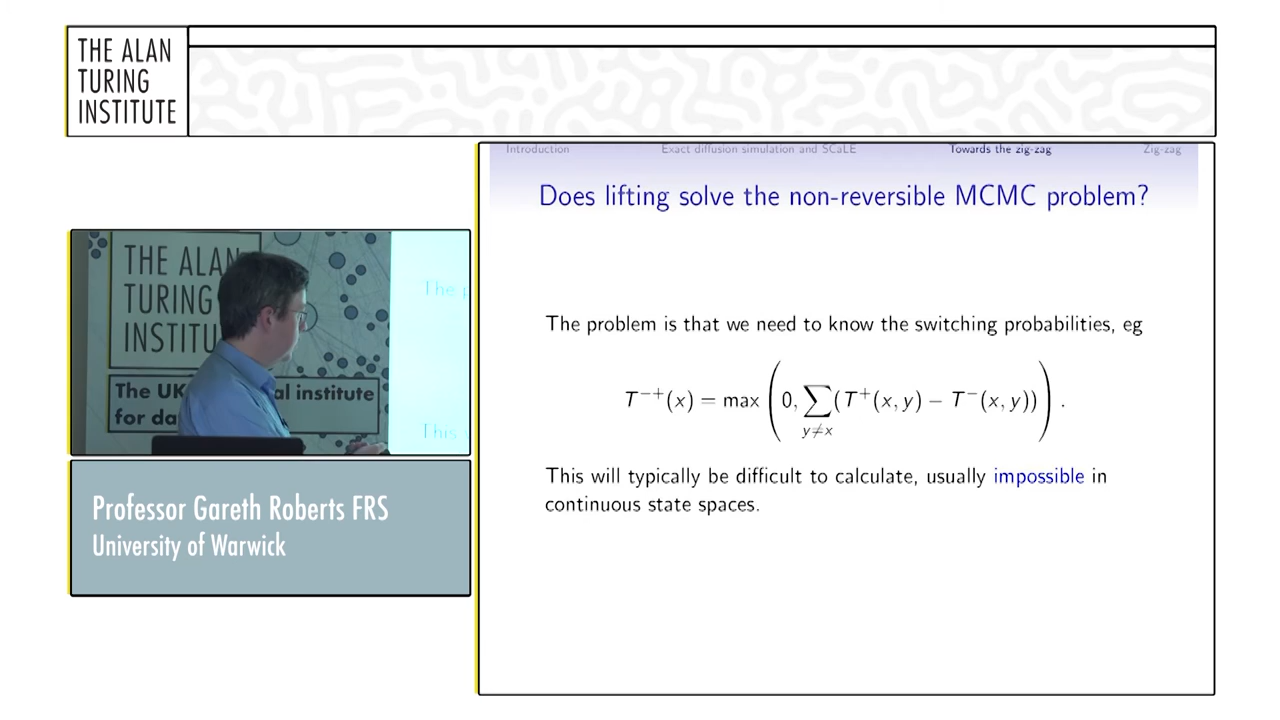 THE ALAN
TURING
INSTITUTE
Introduction Exact diffusion simulation and SCaLE Towards the zig-zag Zig-zag
Does lifting solve the non-reversible MCMC problem?
The problem is that we need to know the switching probabilities, eg
T⁻⁺(x) = max (0, ∑_{y≠x} (T⁺(x, y) − T⁻(x, y))) .
This will typically be difficult to calculate, usually impossible in
continuous state spaces.
THE ALAN
TURING
INSTITU
The UK al institute
for da
The p
This
Professor Gareth Roberts FRS
University of Warwick